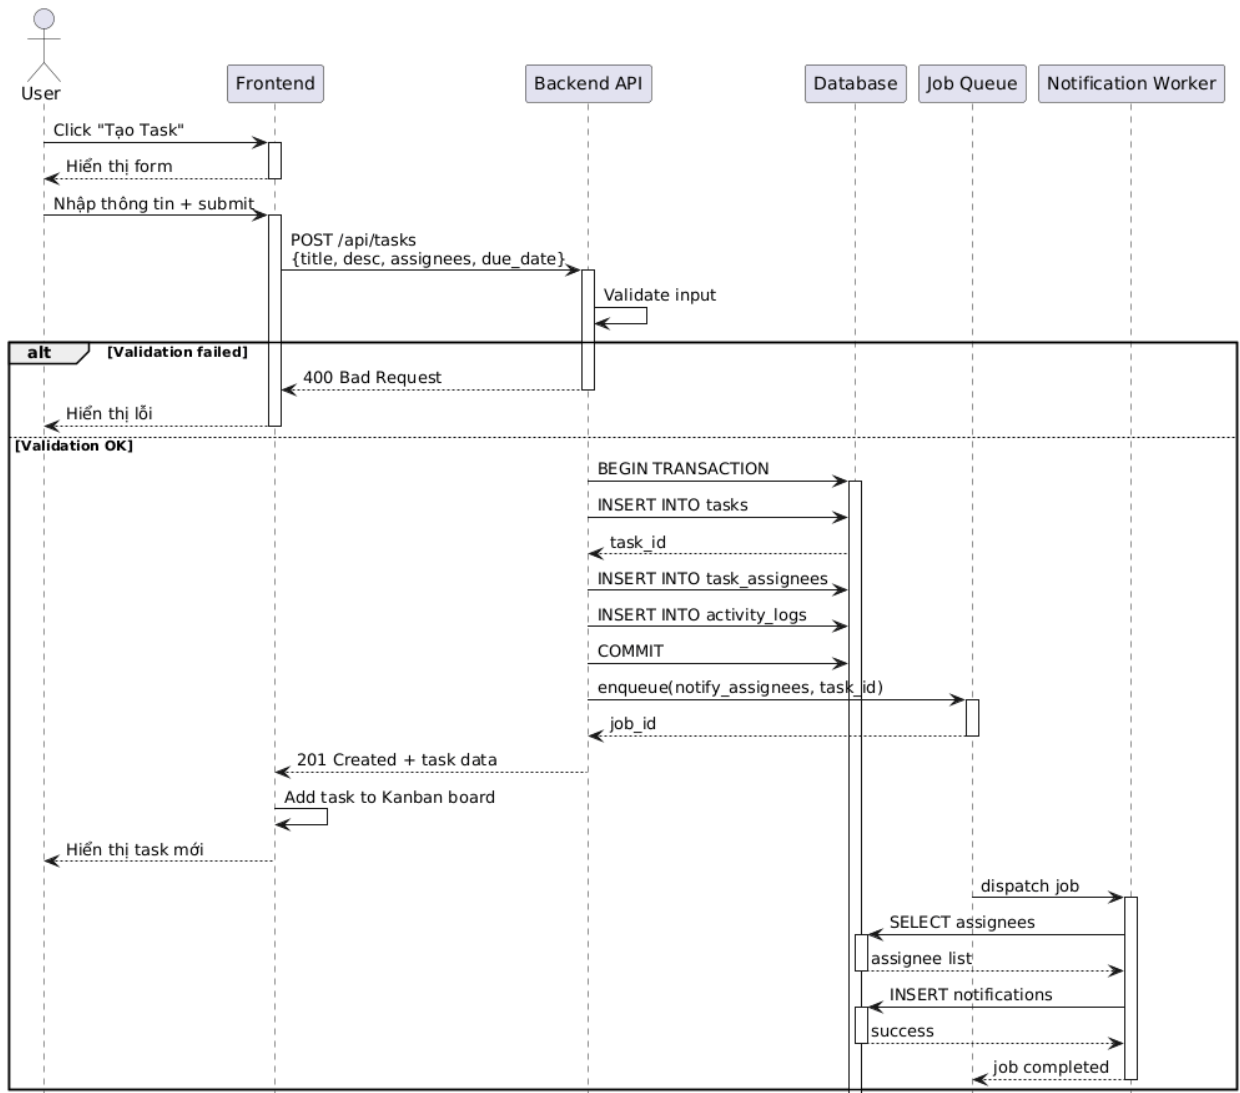 User
Frontend
Backend API
Database
Job Queue
Notification Worker
Click "Tạo Task"
Hiển thị form
Nhập thông tin + submit
POST /api/tasks
{title, desc, assignees, due_date}
Validate input
alt
[Validation failed]
400 Bad Request
Hiển thị lỗi
[Validation OK]
BEGIN TRANSACTION
INSERT INTO tasks
task_id
INSERT INTO task_assignees
INSERT INTO activity_logs
COMMIT
enqueue(notify_assignees, task_id)
job_id
201 Created + task data
Add task to Kanban board
Hiển thị task mới
dispatch job
SELECT assignees
assignee list
INSERT notifications
success
job completed